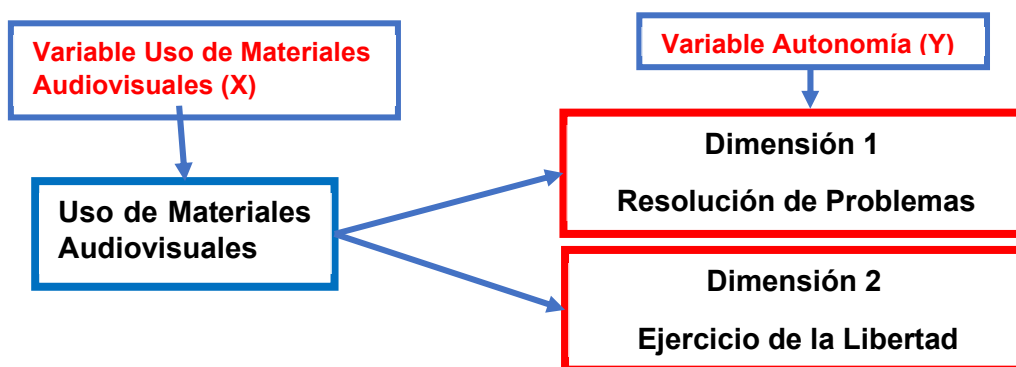 Variable Uso de Materiales
Audiovisuales (X)
Variable Autonomía (Y)
Uso de Materiales
Audiovisuales
Dimensión 1
Resolución de Problemas
Dimensión 2
Ejercicio de la Libertad